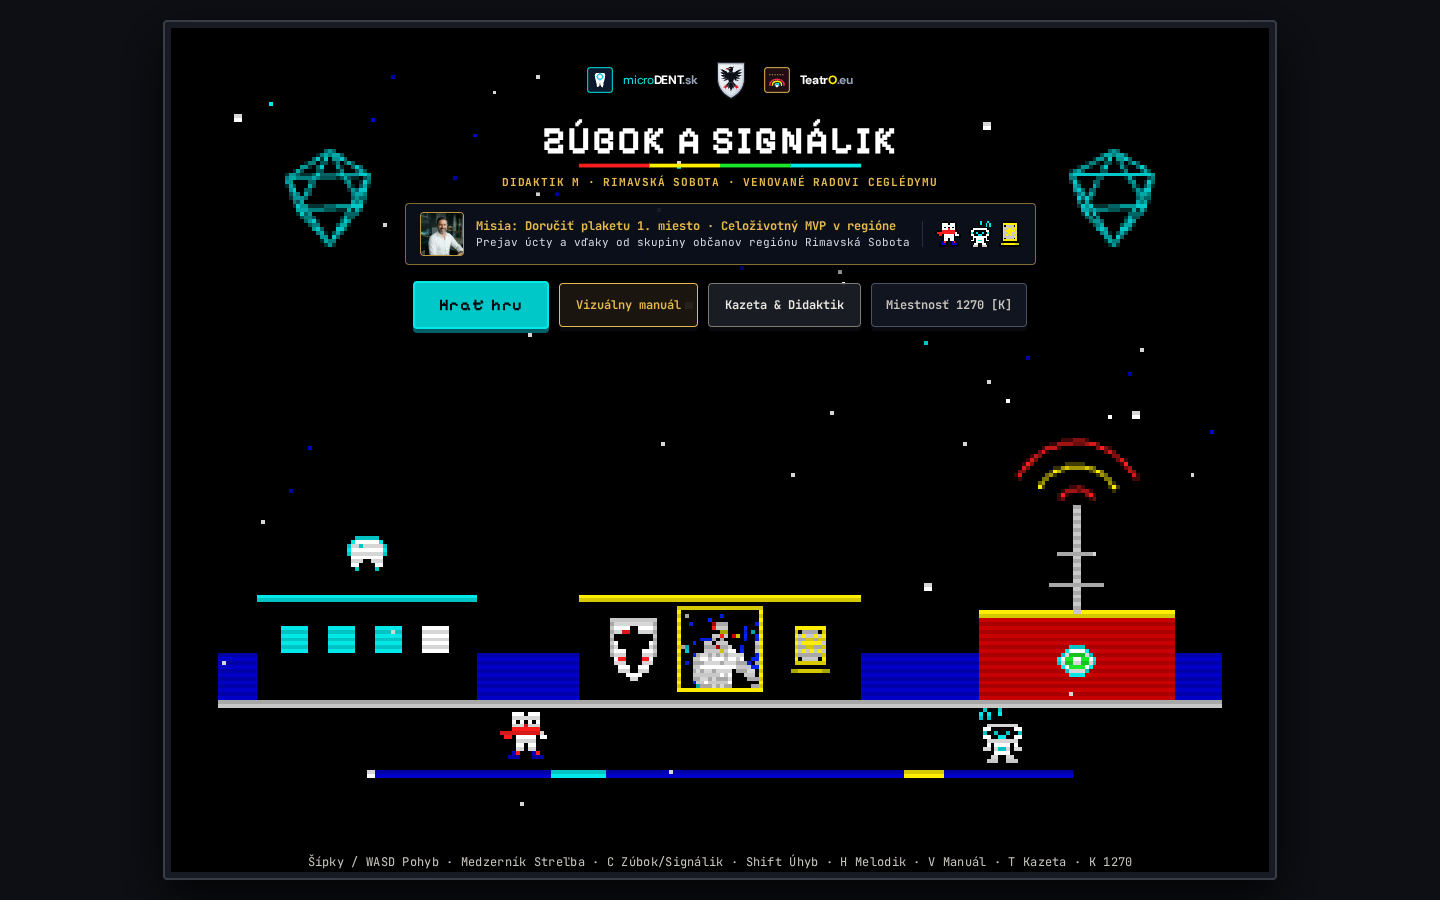 microDENT.sk
TeatrO.eu
ZÚBOK A SIGNÁLIK
DIDAKTIK M · RIMAVSKÁ SOBOTA · VENOVANÉ RADOVI CEGLÉDYMU
Misia: Doručiť plaketu 1. miesto · Celoživotný MVP v regióne
Prejav úcty a vďaky od skupiny občanov regiónu Rimavská Sobota
Hrať hru
Vizuálny manuál
Kazeta & Didaktik
Miestnosť 1270 [K]
Šípky / WASD Pohyb · Medzerník Streľba · C Zúbok/Signálik · Shift Úhyb · H Melodik · V Manuál · T Kazeta · K 1270